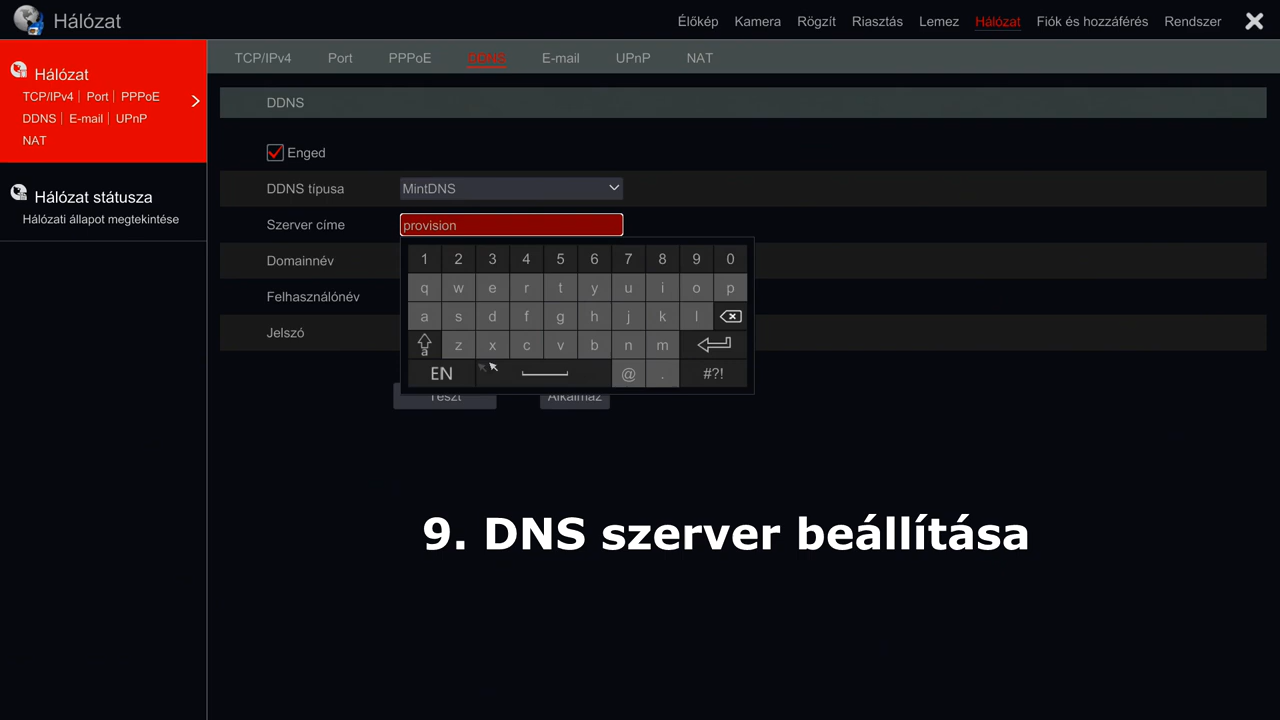 Hálózat
Élőkép Kamera Rögzít Riasztás Lemez Hálózat Fiók és hozzáférés Rendszer
Hálózat
TCP/IPv4 | Port | PPPoE
DDNS | E-mail | UPnP
NAT
Hálózat státusza
Hálózati állapot megtekintése
TCP/IPv4 Port PPPoE DDNS E-mail UPnP NAT
DDNS
Enged
DDNS típusa MintDNS
Szerver címe provision
Domainnév
Felhasználónév
Jelszó
1 2 3 4 5 6 7 8 9 0
q w e r t y u i o p
a s d f g h j k l
a z x c v b n m
EN @ . #?!
Teszt Alkalmaz
9. DNS szerver beállítása